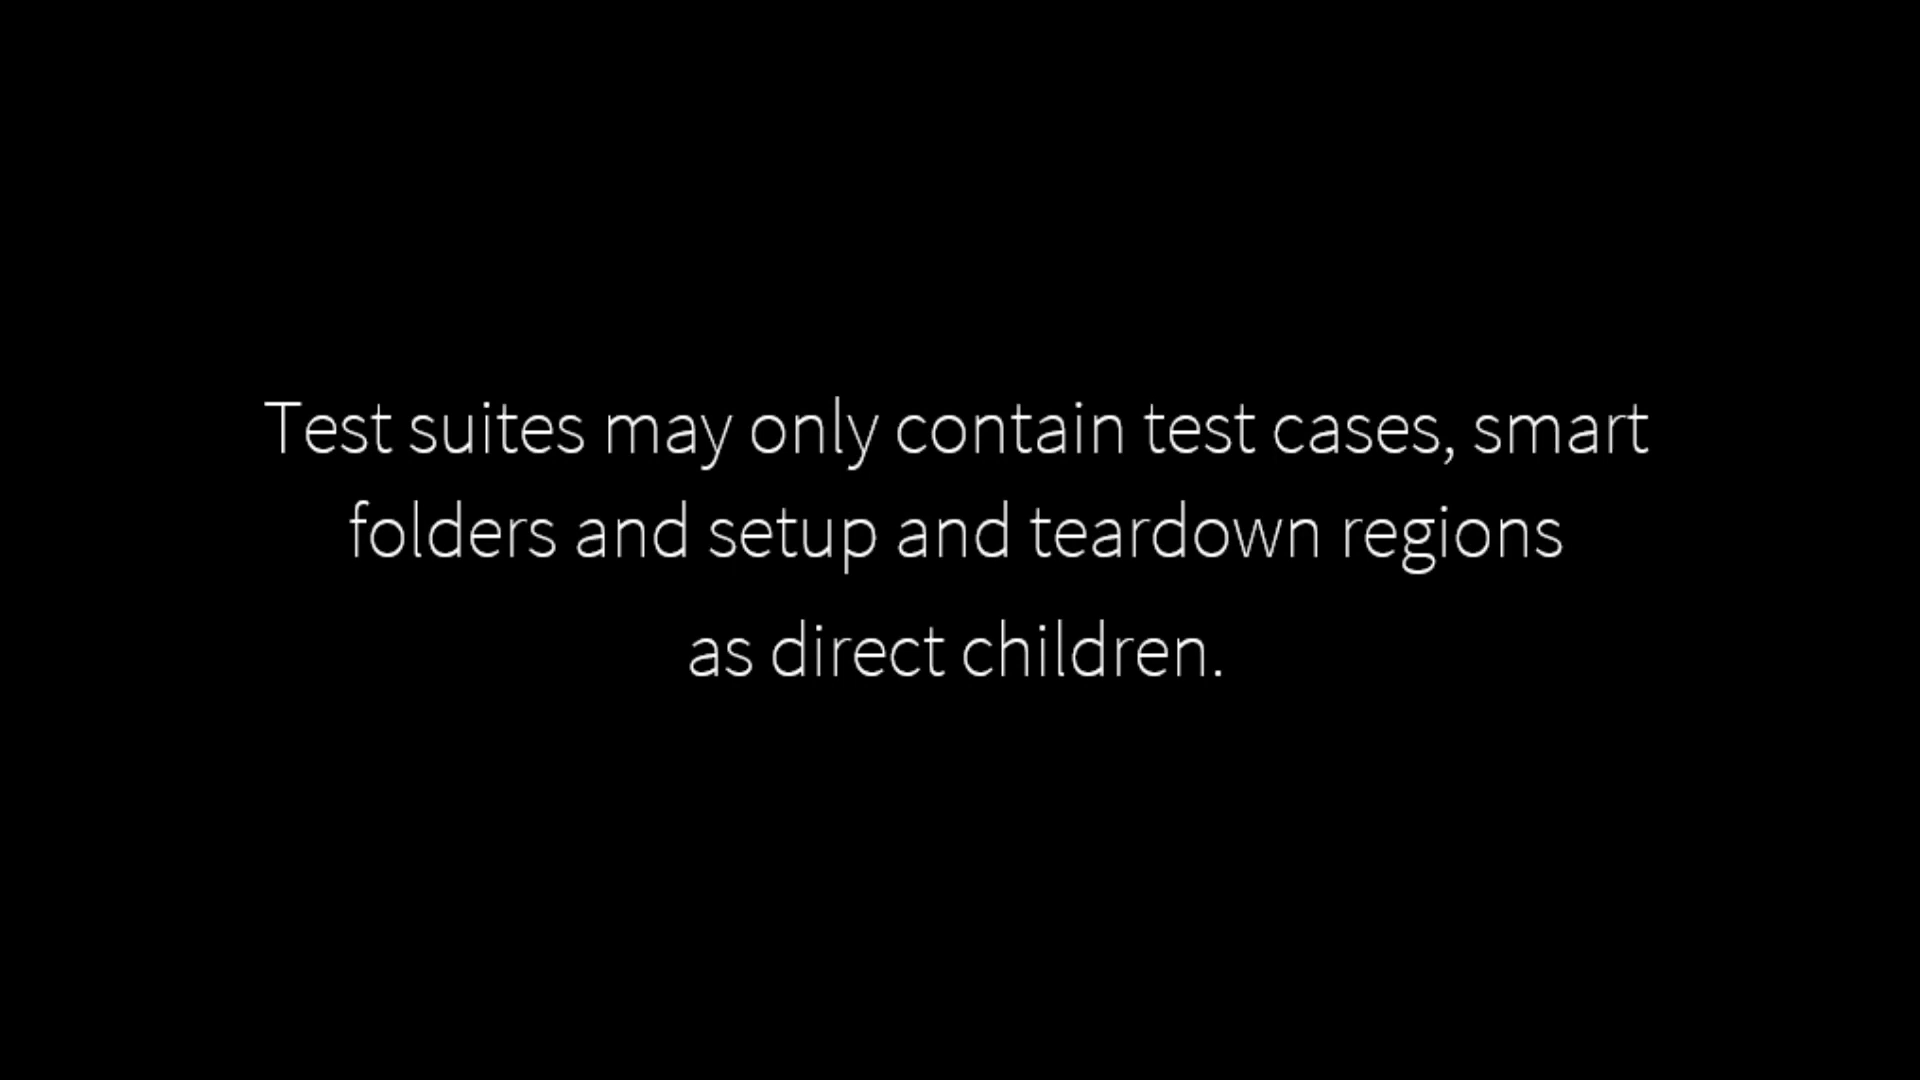 Test suites may only contain test cases, smart
folders and setup and teardown regions
as direct children.